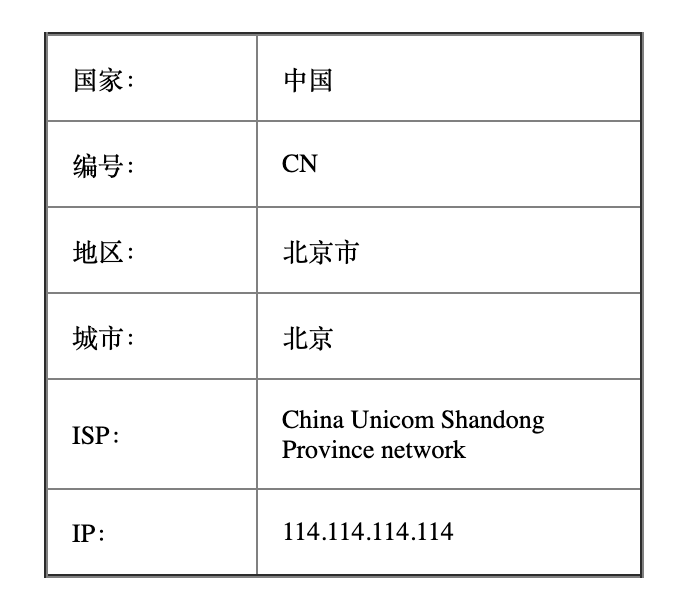 国家：
中国
编号：
CN
地区：
北京市
城市：
北京
ISP：
China Unicom Shandong
Province network
IP：
114.114.114.114